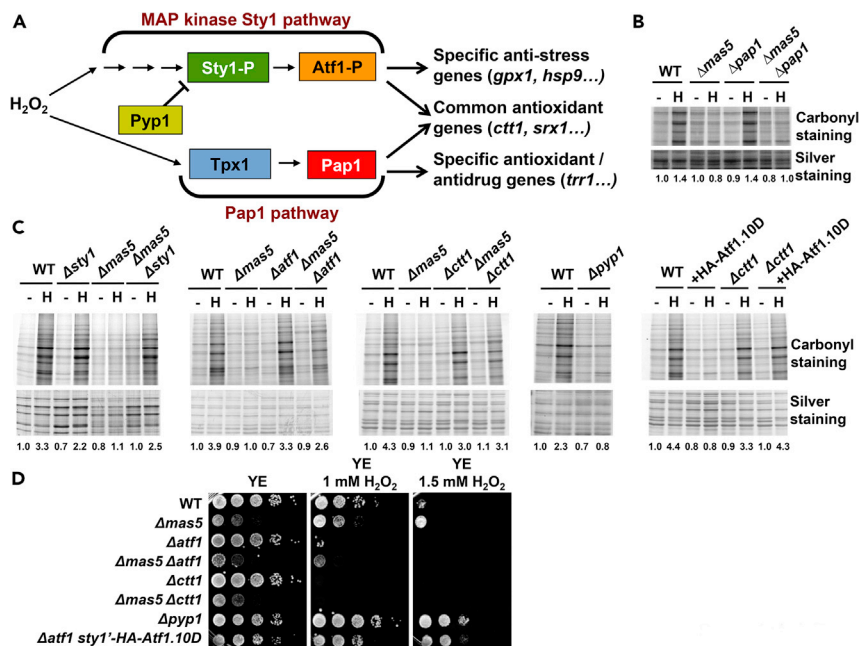 A
MAP kinase Sty1 pathway
H2O2
Sty1-P
Atf1-P
Pyp1
Tpx1
Pap1
Pap1 pathway
Specific anti-stress
genes (gpx1, hsp9...)
Common antioxidant
genes (ctt1, srx1...)
Specific antioxidant /
antidrug genes (trr1...)
B
WT Δmas5 Δpap1 Δmas5 Δpap1
- H - H - H - H
Carbonyl
staining
Silver
staining
1.0 1.4 1.0 0.8 0.9 1.4 0.8 1.0
C
WT Δsty1 Δmas5 Δmas5 Δsty1
- H - H - H - H
1.0 3.3 0.7 2.2 0.8 1.1 1.0 2.5
WT Δmas5 Δatf1 Δmas5 Δatf1
- H - H - H - H
1.0 3.9 0.9 1.0 0.7 3.3 0.9 2.6
WT Δmas5 Δctt1 Δmas5 Δctt1
- H - H - H - H
1.0 4.3 0.9 1.1 1.0 3.0 1.1 3.1
WT Δpyp1
- H - H
1.0 2.3 0.7 0.8
WT +HA-Atf1.10D Δctt1 Δctt1 +HA-Atf1.10D
- H - H - H - H
Carbonyl
staining
Silver
staining
1.0 4.4 0.8 0.8 0.9 3.3 1.0 4.3
D
YE
YE
1 mM H2O2
YE
1.5 mM H2O2
WT
Δmas5
Δatf1
Δmas5 Δatf1
Δctt1
Δmas5 Δctt1
Δpyp1
Δatf1 sty1'-HA-Atf1.10D